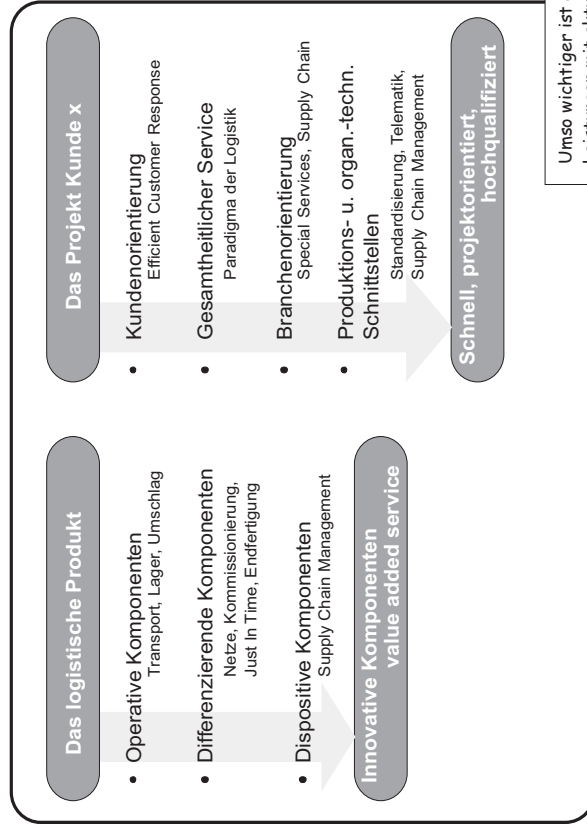 Das logistische Produkt
• Operative Komponenten
Transport, Lager, Umschlag
• Differenzierende Komponenten
Netze, Kommissionierung,
Just In Time, Endfertigung
• Dispositive Komponenten
Supply Chain Management
Innovative Komponenten
value added service
Das Projekt Kunde x
• Kundenorientierung
Efficient Customer Response
• Gesamtheitlicher Service
Paradigma der Logistik
• Branchenorientierung
Special Services, Supply Chain
• Produktions- u. organ.-techn.
Schnittstellen
Standardisierung, Telematik,
Supply Chain Management
Schnell, projektorientiert,
hochqualifiziert
Umso wichtiger ist